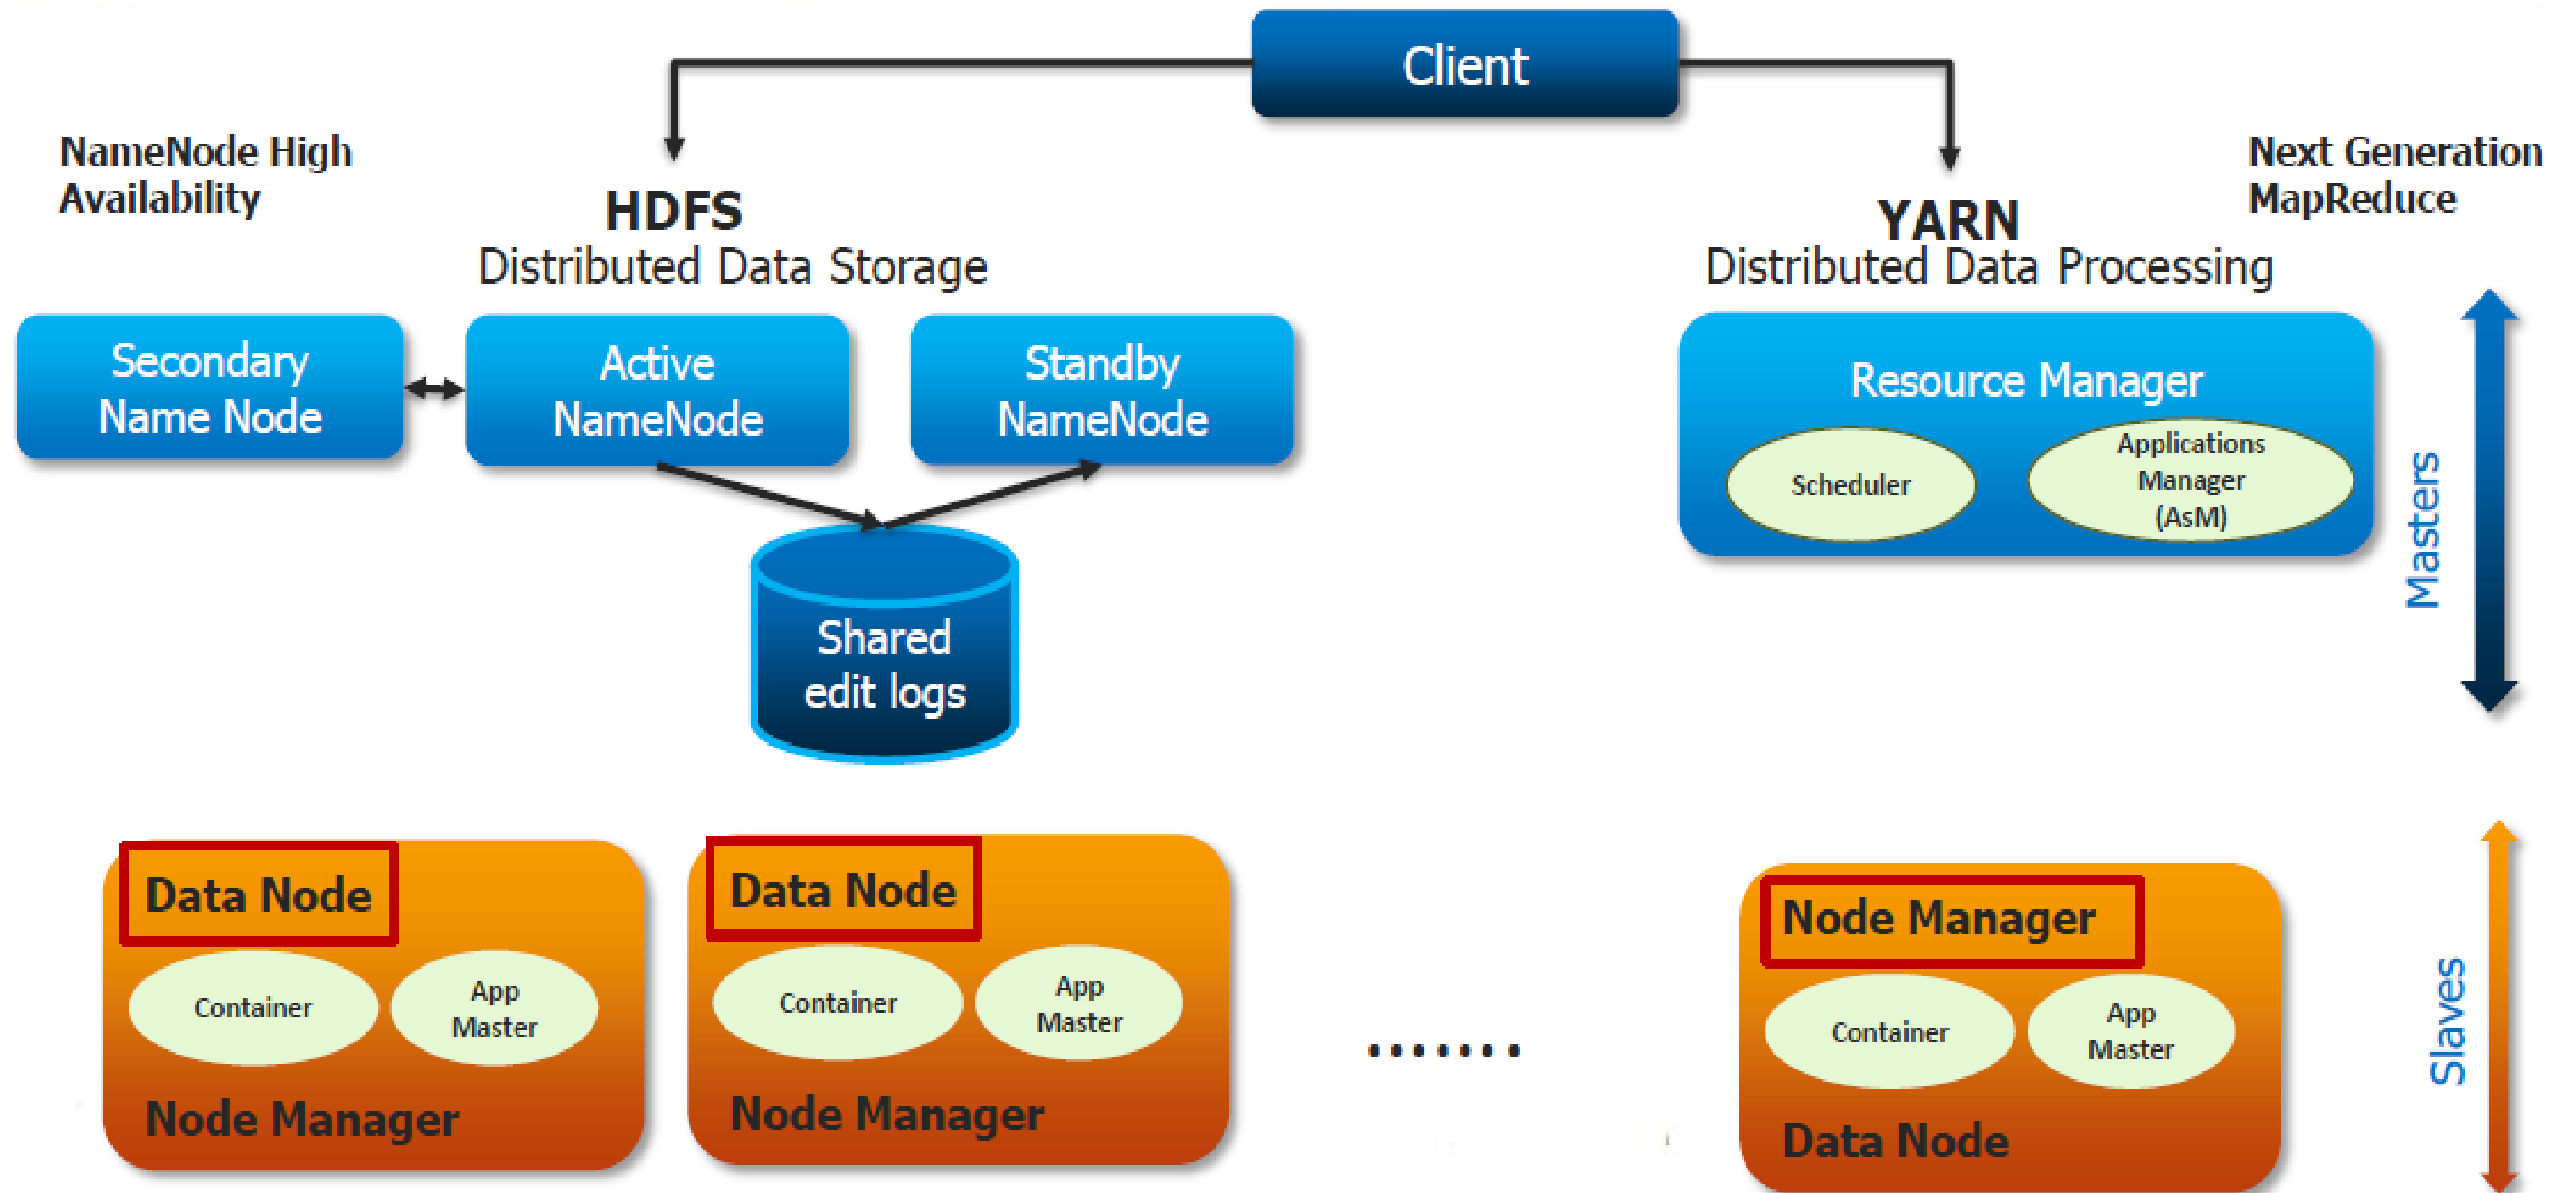 Client
NameNode High
Availability
HDFS
Distributed Data Storage
YARN
Distributed Data Processing
Next Generation
MapReduce
Secondary
Name Node
Active
NameNode
Standby
NameNode
Resource Manager
Scheduler
Applications
Manager
(AsM)
Masters
Shared
edit logs
Data Node
Container
App
Master
Node Manager
Data Node
Container
App
Master
Node Manager
.......
Node Manager
Container
App
Master
Data Node
Slaves